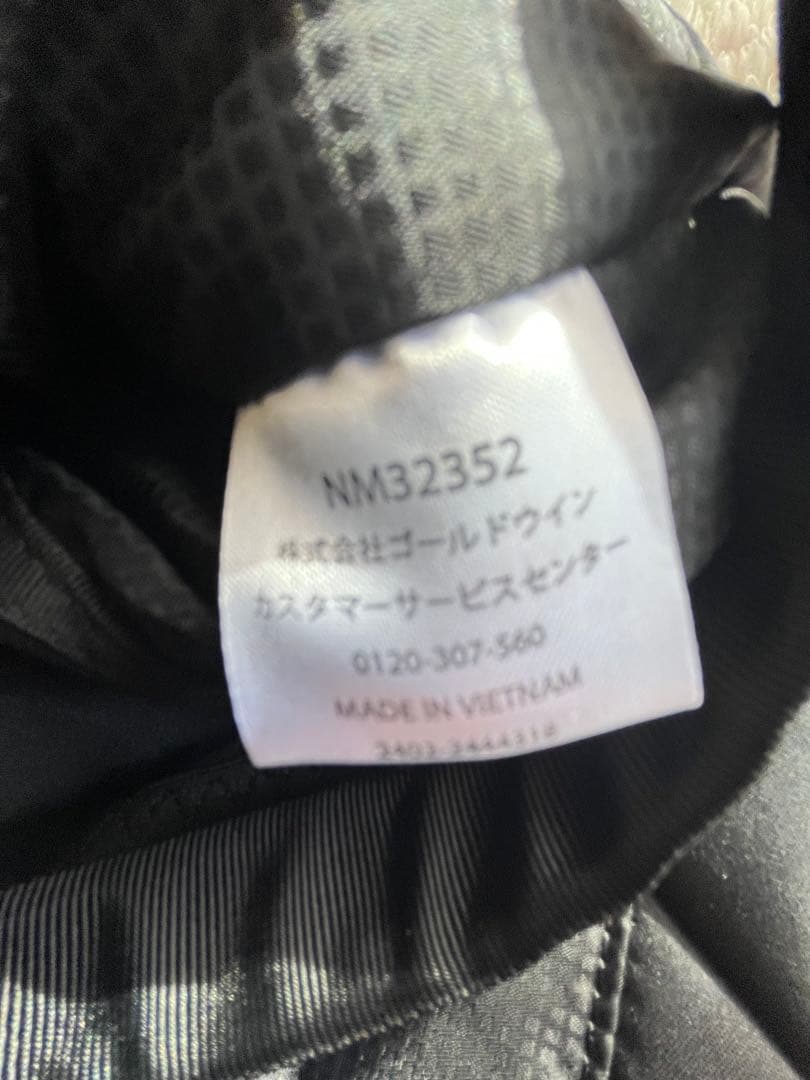 NM32352
株式会社ゴールドウイン
カスタマーサービスセンター
0120-307-560
MADE IN VIETNAM